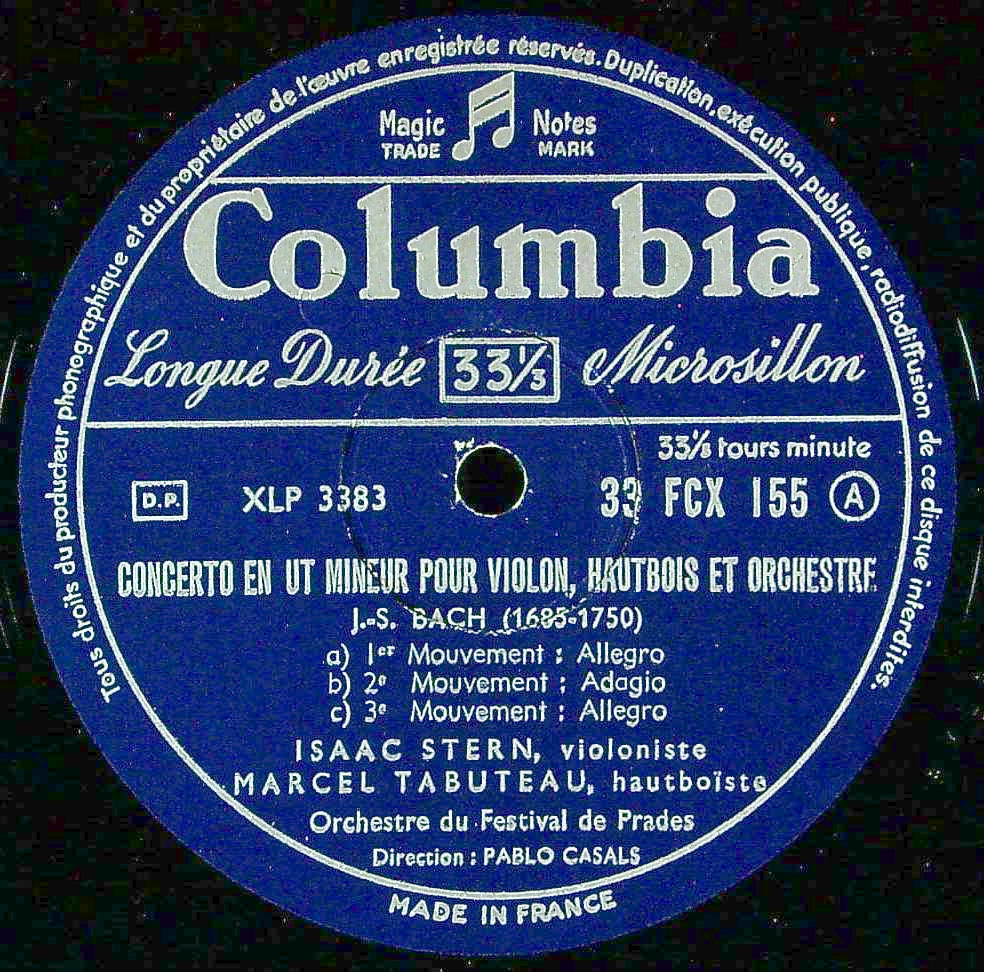 Tous droits du producteur phonographique et du propriétaire de l'œuvre enregistrée réservés. Duplication, exécution publique, radiodiffusion de ce disque interdites.
Magic Notes
TRADE MARK
Columbia
Longue Durée 33⅓ Microsillon
33⅓ tours minute
D.P. XLP 3383 33 FCX 155 A
CONCERTO EN UT MINEUR POUR VIOLON, HAUTBOIS ET ORCHESTRE
J.-S. BACH (1685-1750)
a) 1er Mouvement : Allegro
b) 2e Mouvement : Adagio
c) 3e Mouvement : Allegro
ISAAC STERN, violoniste
MARCEL TABUTEAU, hautboïste
Orchestre du Festival de Prades
Direction : PABLO CASALS
MADE IN FRANCE